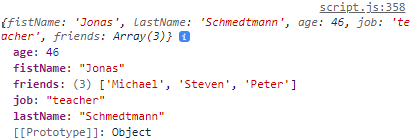 script.js:358
{fistName: 'Jonas', lastName: 'Schmedtmann', age: 46, job: 'te
acher', friends: Array(3)} i
age: 46
fistName: "Jonas"
friends: (3) ['Michael', 'Steven', 'Peter']
job: "teacher"
lastName: "Schmedtmann"
[[Prototype]]: Object